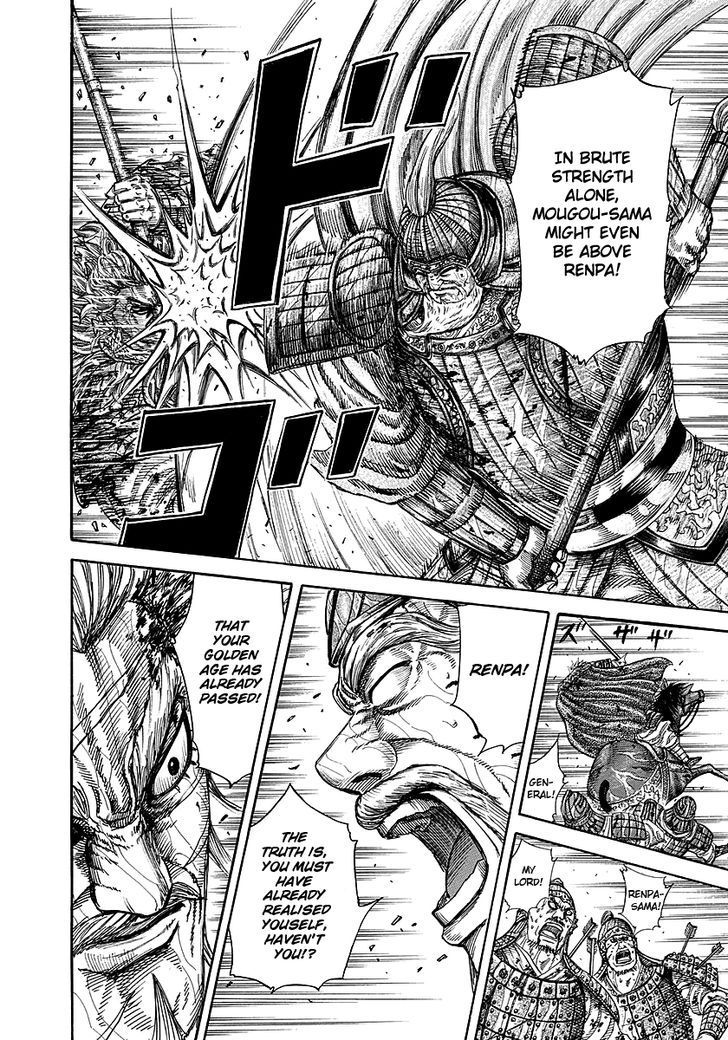 IN BRUTE
STRENGTH
ALONE,
MOUGOU-SAMA
MIGHT EVEN
BE ABOVE
RENPA!
ドゴ
ズザザ
GEN-
ERAL!
RENPA-
SAMA!
MY
LORD!
RENPA!
THE
TRUTH IS,
YOU MUST
HAVE
ALREADY
REALISED
YOUSELF,
HAVEN'T
YOU!?
THAT
YOUR
GOLDEN
AGE HAS
ALREADY
PASSED!